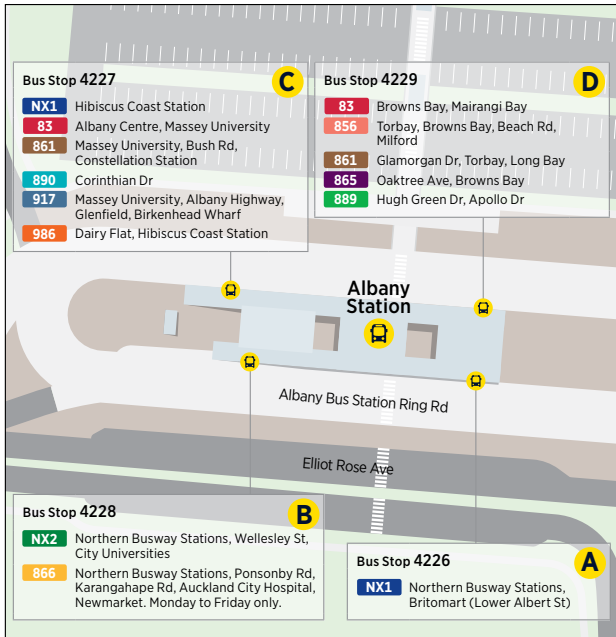 Bus Stop 4227
C
NX1 Hibiscus Coast Station
83 Albany Centre, Massey University
861 Massey University, Bush Rd,
Constellation Station
890 Corinthian Dr
917 Massey University, Albany Highway,
Glenfield, Birkenhead Wharf
986 Dairy Flat, Hibiscus Coast Station
Bus Stop 4229
D
83 Browns Bay, Mairangi Bay
856 Torbay, Browns Bay, Beach Rd,
Milford
861 Glamorgan Dr, Torbay, Long Bay
865 Oaktree Ave, Browns Bay
889 Hugh Green Dr, Apollo Dr
Albany
Station
Albany Bus Station Ring Rd
Elliot Rose Ave
Bus Stop 4228
B
NX2 Northern Busway Stations, Wellesley St,
City Universities
866 Northern Busway Stations, Ponsonby Rd,
Karangahape Rd, Auckland City Hospital,
Newmarket. Monday to Friday only.
Bus Stop 4226
A
NX1 Northern Busway Stations,
Britomart (Lower Albert St)